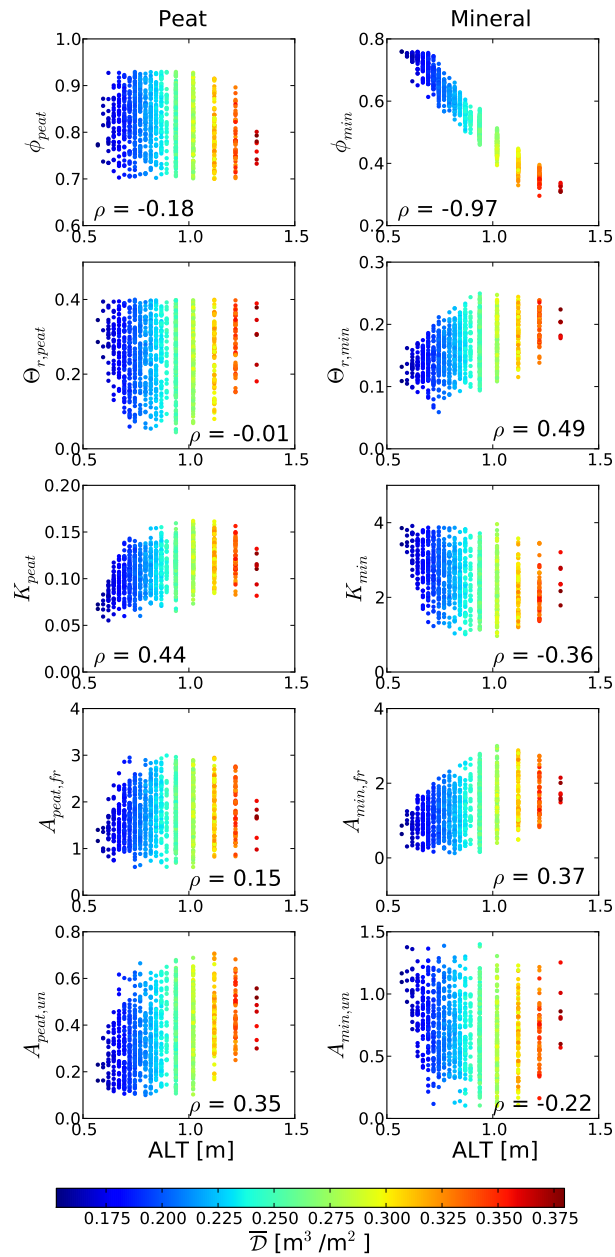 Peat Mineral
1.0 0.9 0.8 0.7 0.6
ϕpeat
ρ = -0.18
0.5 1.0 1.5
0.8 0.6 0.4 0.2
ϕmin
ρ = -0.97
0.5 1.0 1.5
0.4 0.2 0.0
Θr,peat
ρ = -0.01
0.5 1.0 1.5
0.3 0.2 0.1 0.0
Θr,min
ρ = 0.49
0.5 1.0 1.5
0.20 0.15 0.10 0.05 0.00
Kpeat
ρ = 0.44
0.5 1.0 1.5
4 2 0
Kmin
ρ = -0.36
0.5 1.0 1.5
4 3 2 1 0
Apeat,fr
ρ = 0.15
0.5 1.0 1.5
4 2 0
Amin,fr
ρ = 0.37
0.5 1.0 1.5
0.8 0.6 0.4 0.2 0.0
Apeat,un
ρ = 0.35
0.5 1.0 1.5
ALT [m]
1.5 1.0 0.5 0.0
Amin,un
ρ = -0.22
0.5 1.0 1.5
ALT [m]
0.175 0.200 0.225 0.250 0.275 0.300 0.325 0.350 0.375
D̅ [m³/m² ]